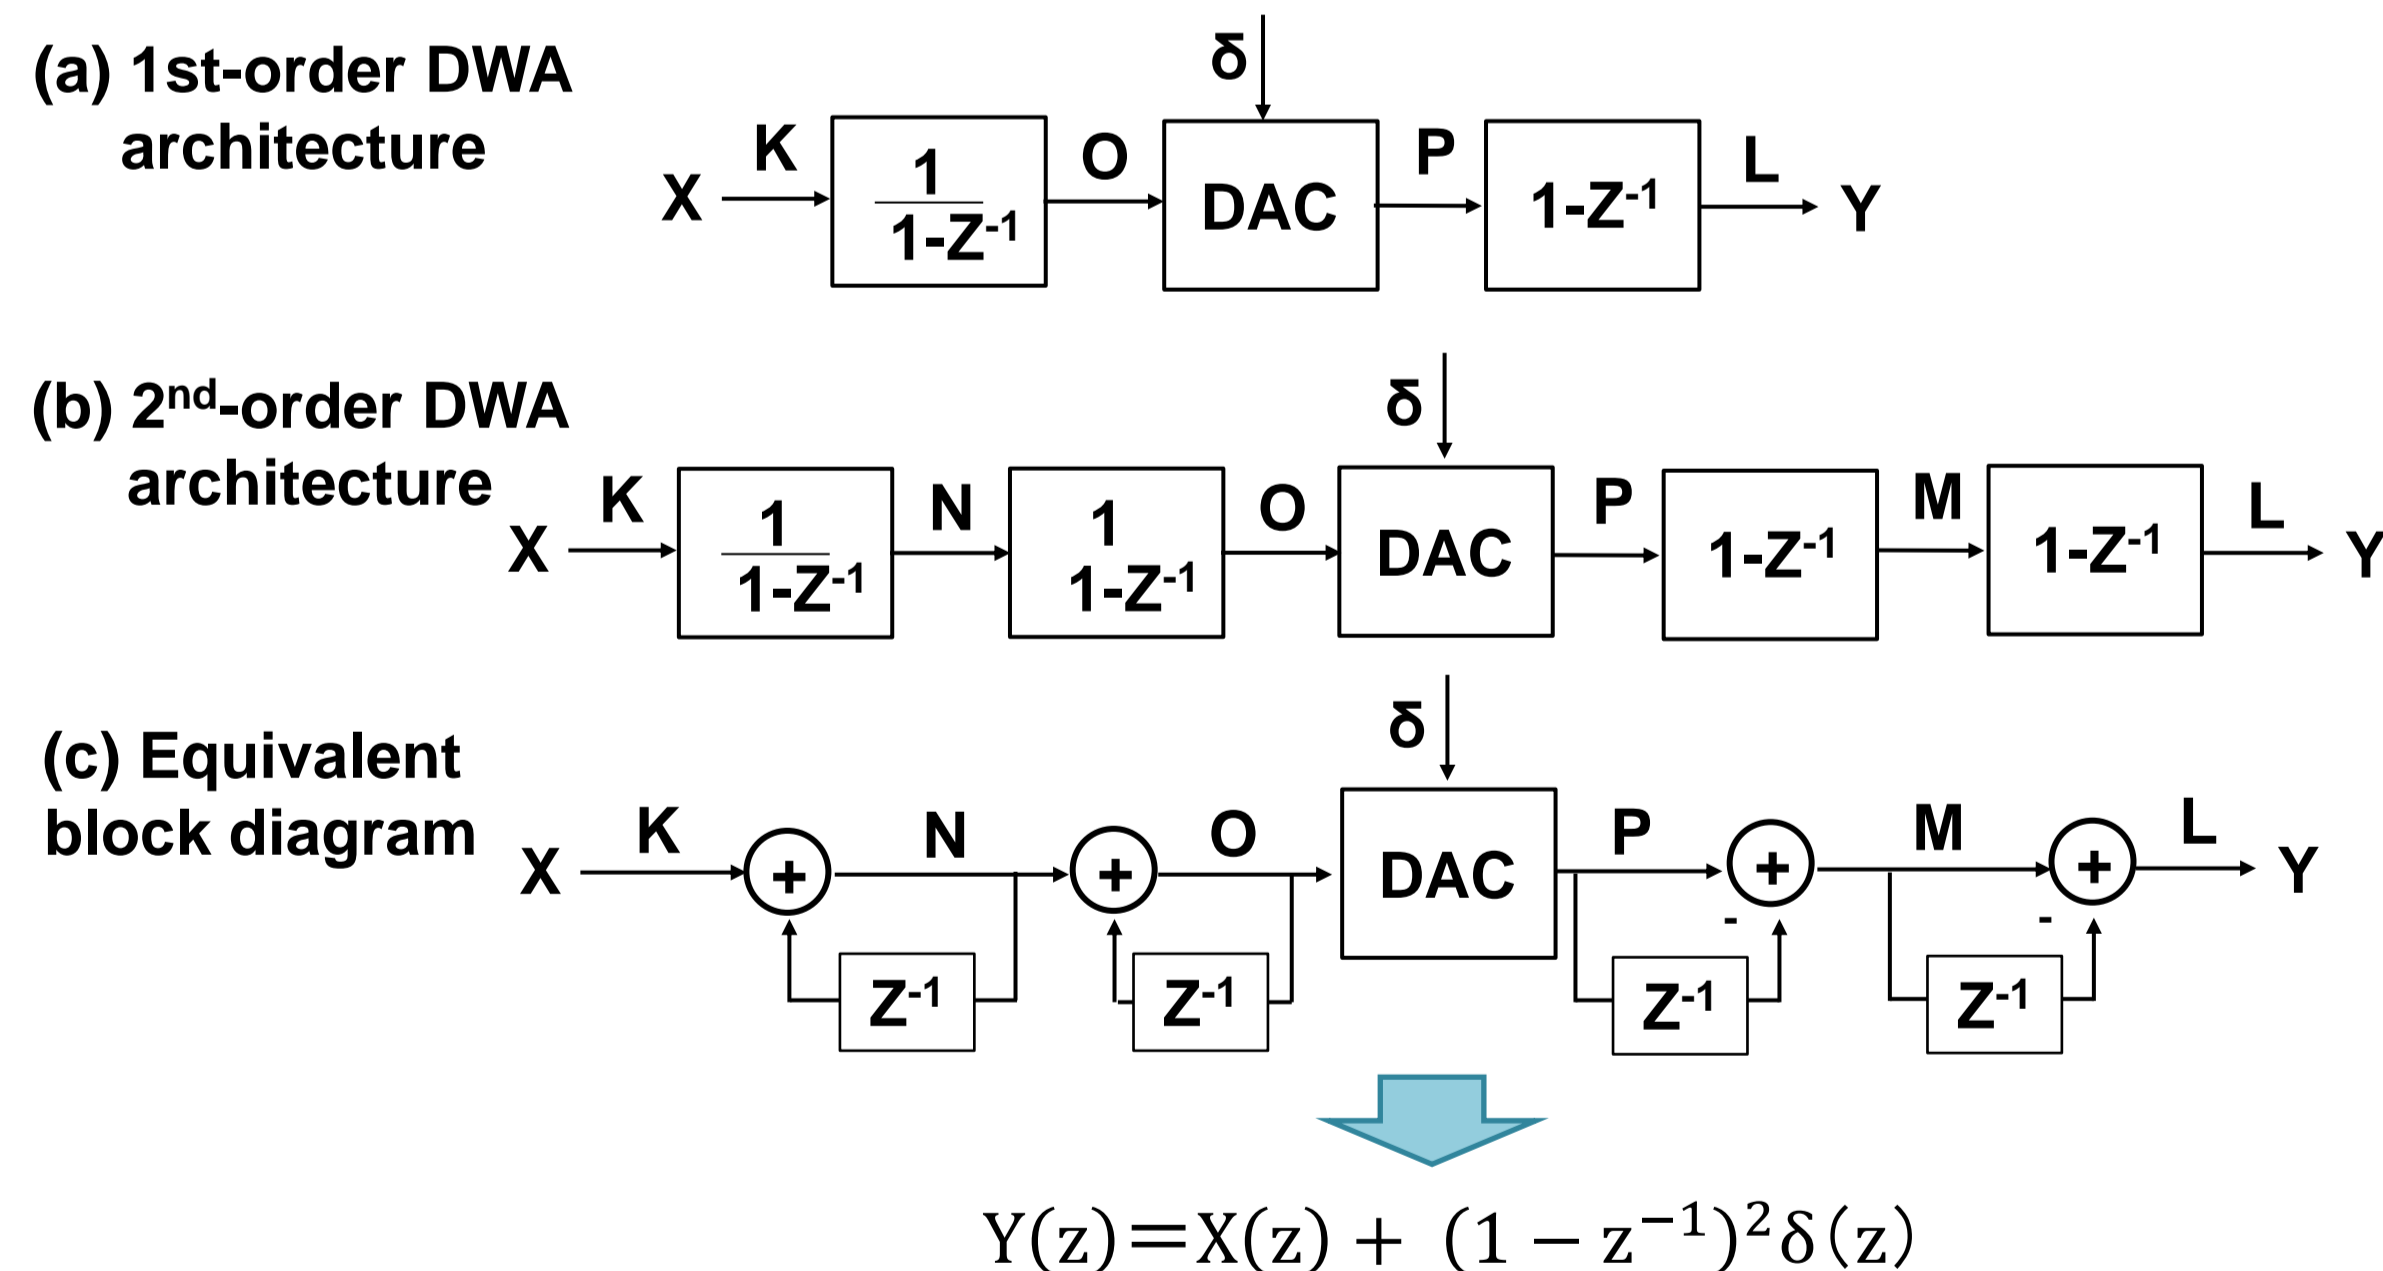 (a) 1st-order DWA
architecture
δ
X K 1 O DAC P 1-Z⁻¹ L Y
1-Z⁻¹
(b) 2ⁿᵈ-order DWA
architecture
δ
X K 1 N 1 O DAC P 1-Z⁻¹ M 1-Z⁻¹ L Y
1-Z⁻¹ 1-Z⁻¹
(c) Equivalent
block diagram
δ
X K + N + O DAC P + M + L Y
- -
Z⁻¹ Z⁻¹ Z⁻¹ Z⁻¹
Y(z)=X(z) + (1 − z⁻¹)²δ(z)